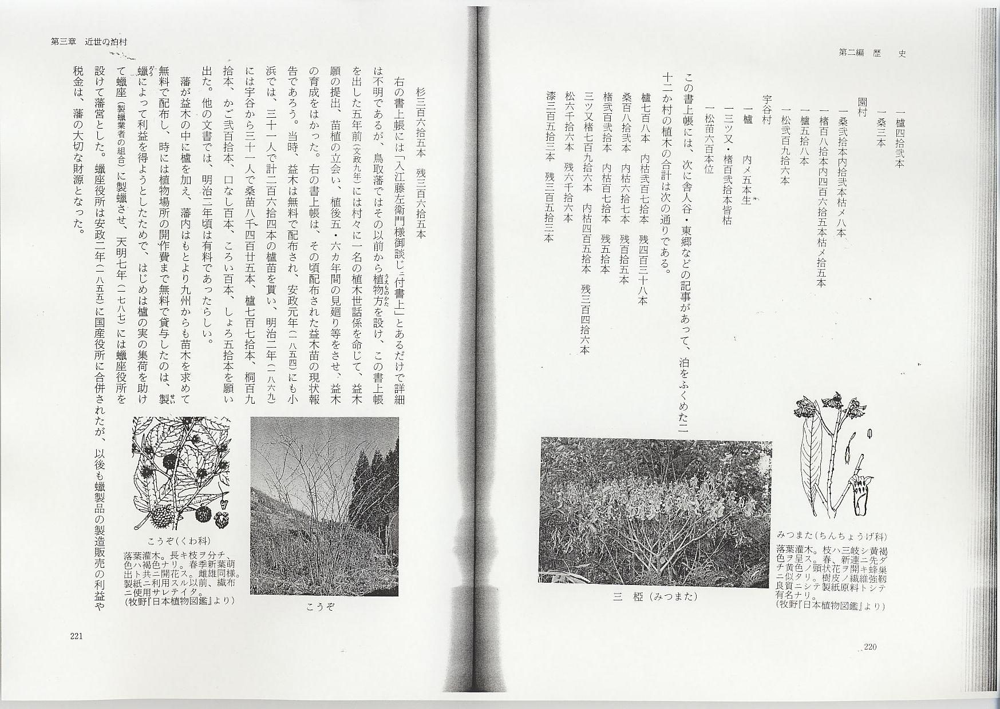 第二編　歴　　史
一櫨四拾弐本
一桑三本
園村
一桑弐拾本内拾弐本枯〆八本
一楮百八拾本内四百六拾五本枯〆拾五本
一櫨五拾八本
一松弐百九拾六本
宇谷村
一櫨　　内〆五本生
一三ツ又・楮百弐拾本皆枯
一松苗六百本位
この書上帳には、次に舎人谷・東郷などの記事があって、泊をふくめた二
十二か村の植木の合計は次の通りである。
櫨七百八本　内枯弐百七拾本　残四百三十八本
桑百八拾弐本　内枯六拾七本　残百拾五本
楮弐百弐拾本　内枯百七拾本　残五拾本
三ツ又楮七百九拾六本　内枯四百五拾本　残三百四拾六本
松六千拾六本　残六千拾六本
漆三百五拾三本　残三百五拾三本
みつまた(ちんちょうげ科)
落葉灌木。枝ハ三岐シ黄褐
色ヲ呈ス。春、新連ニ先ダ
チ黄色ノ頭状花ヲ開キ蜂巣
ニ似タリ。樹皮ノ繊維強靱
良質ニシテ製紙原料トシテ
有名ナリ。
(牧野『日本植物図鑑』より)
三　椏（みつまた）
220
第三章　近世の泊村
杉三百六拾五本　残三百六拾五本
右の書上帳には「入江藤左衛門様御談じニ付書上」とあるだけで詳細
は不明であるが、鳥取藩ではその以前から植物方（うえものかた）を設け、この書上帳
を出した五年前（文政九年）には村々に一名の植木世話係を命じて、益木
願の提出、苗植の立会い、植後五・六カ年間の見廻り等をさせ、益木
の育成をはかった。右の書上帳は、その頃配布された益木苗の現状報
告であろう。当時、益木は無料で配布され、安政元年（一八五四）にも小
浜では、三十一人で計二百六拾四本の櫨苗を貰い、明治二年（一八六九）
には宇谷から三十一人で桑苗八千四百廿五本、櫨七百七拾本、桐百九
拾本、かご弐百拾本、口なし百本、ころい百本、しょろ五拾本を願い
出た。他の文書では、明治二年頃は有料であったらしい。
藩が益木の中に櫨を加え、藩内はもとより九州からも苗木を求めて
無料で配布し、時には植物場所の開作費まで無料で貸与したのは、製（せい）
蠟（ろう）によって利益を得ようとしたためで、はじめは櫨の実の集荷を助け
て蠟座（製蠟業者の組合）に製蠟させ、天明七年（一七八七）には蠟座役所を
設けて藩営とした。蠟座役所は安政二年（一八五五）に国産役所に合併されたが、以後も蠟製品の製造販売の利益や
税金は、藩の大切な財源となった。
こうぞ
こうぞ(くわ科)
落葉灌木。長キ枝ヲ分チ、
色ハ褐色ナリ。春季新葉萌
出ト共ニ開花ス。雌雄同様。
製紙ニ利用スル以前、織布
ニ使用サレテイタ。
(牧野『日本植物図鑑』より)
221